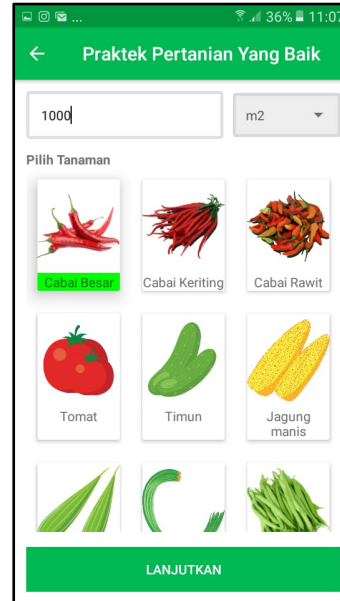 ... 36% 11:07
Praktek Pertanian Yang Baik
1000 m2
Pilih Tanaman
Cabai Besar Cabai Keriting Cabai Rawit
Tomat Timun Jagung
manis
LANJUTKAN